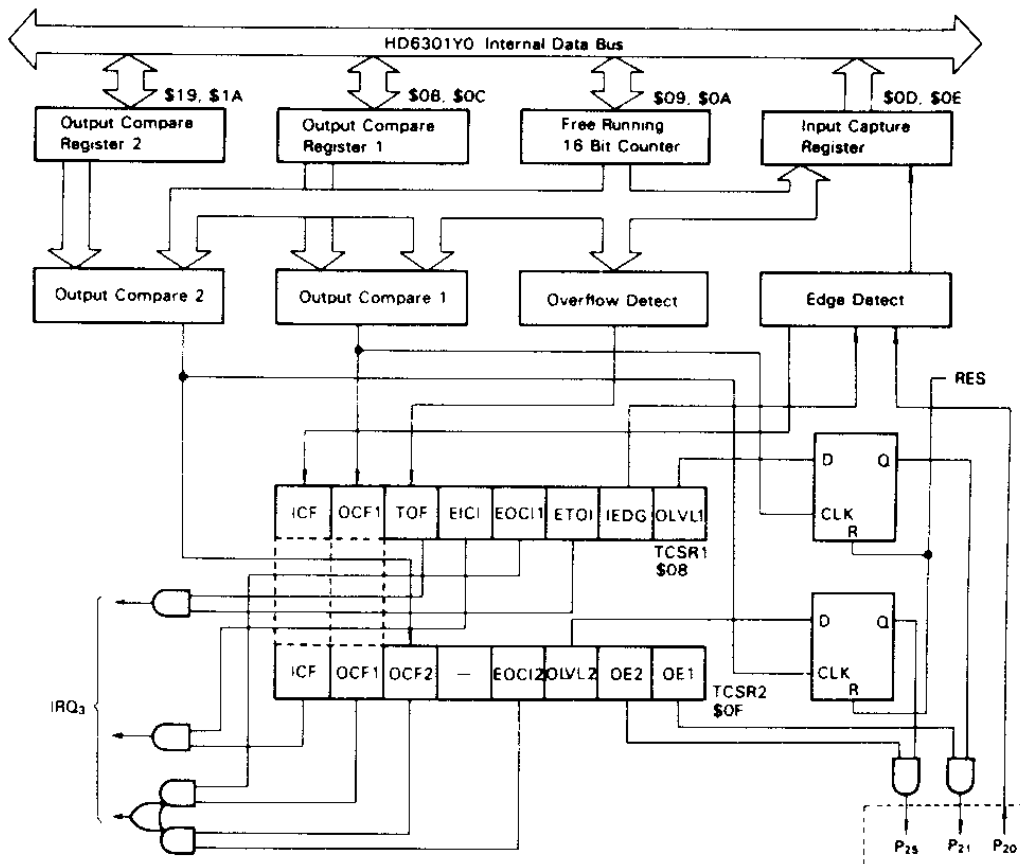 HD6301Y0 Internal Data Bus
$19, $1A
$0B, $0C
$09, $0A
$0D, $0E
Output Compare
Register 2
Output Compare
Register 1
Free Running
16 Bit Counter
Input Capture
Register
Output Compare 2
Output Compare 1
Overflow Detect
Edge Detect
RES
D
Q
CLK
R
ICF
OCF1
TOF
EICI
EOCI1
ETOI
IEDG
OLVL1
TCSR1
$08
D
Q
CLK
R
ICF
OCF1
OCF2
—
EOCI2
OLVL2
OE2
OE1
TCSR2
$0F
IRQ3
P25
P21
P20